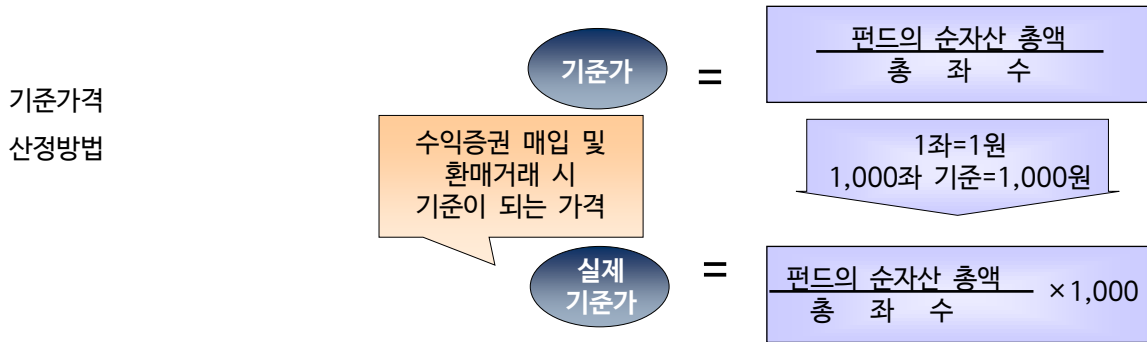 기준가격
산정방법
기준가
=
펀드의 순자산 총액
총 좌 수
수익증권 매입 및
환매거래 시
기준이 되는 가격
1좌=1원
1,000좌 기준=1,000원
실제
기준가
=
펀드의 순자산 총액
총 좌 수
×1,000